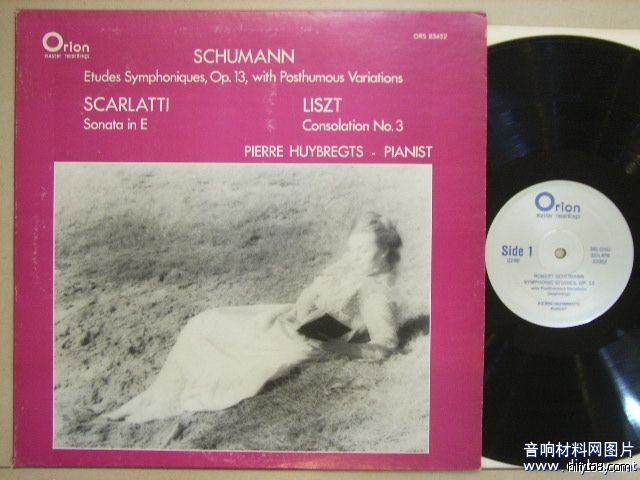 Orion
master recordings
ORS 83452
SCHUMANN
Etudes Symphoniques, Op. 13, with Posthumous Variations
SCARLATTI
Sonata in E
LISZT
Consolation No. 3
PIERRE HUYBREGTS - PIANIST
Orion
master recordings
Side 1
STEREO
ROBERT SCHUMANN
SYMPHONIC STUDIES, OP. 13
with Posthumous Variations
(beginning)
PIERRE HUYBREGTS
PIANIST
音响材料网图片